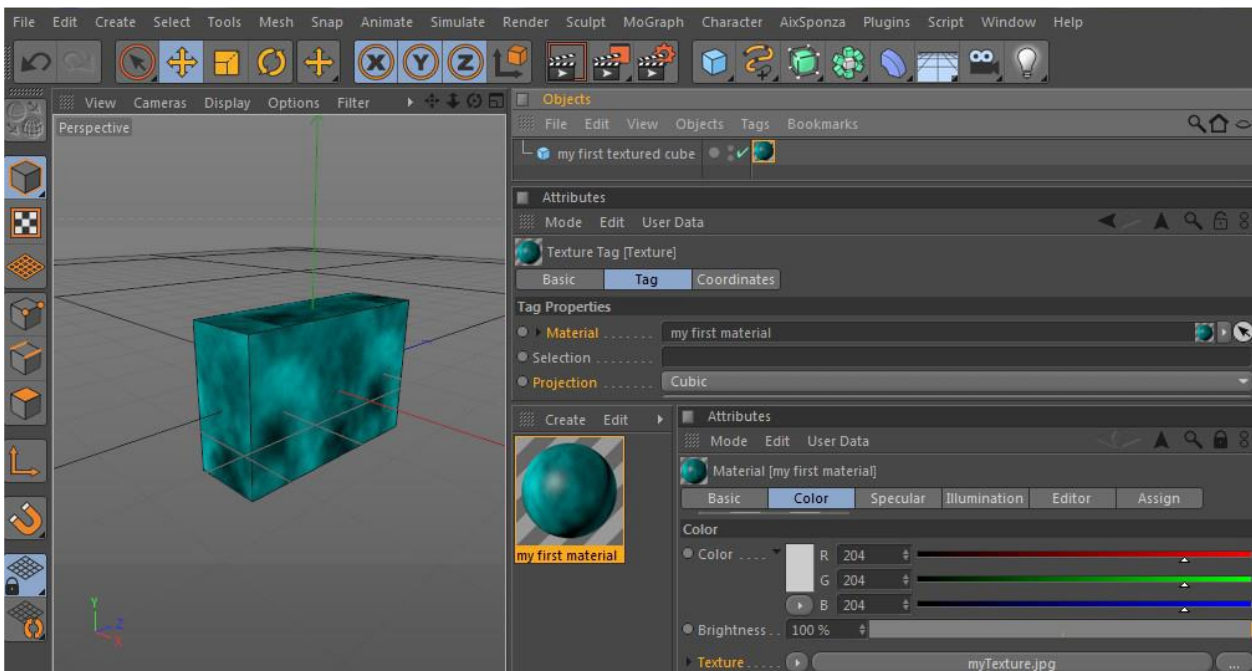 File Edit Create Select Tools Mesh Snap Animate Simulate Render Sculpt MoGraph Character AixSponza Plugins Script Window Help
X Y Z
View Cameras Display Options Filter
Perspective
Y
Z
X
Objects
File Edit View Objects Tags Bookmarks
my first textured cube
Attributes
Mode Edit User Data
Texture Tag [Texture]
Basic Tag Coordinates
Tag Properties
Material ....... my first material
Selection ........
Projection .......  Cubic
Create Edit
my first material
Attributes
Mode Edit User Data
Material [my first material]
Basic Color Specular Illumination Editor Assign
Color
Color .... R 204
G 204
B 204
Brightness . . 100 %
Texture ..... myTexture.jpg ...